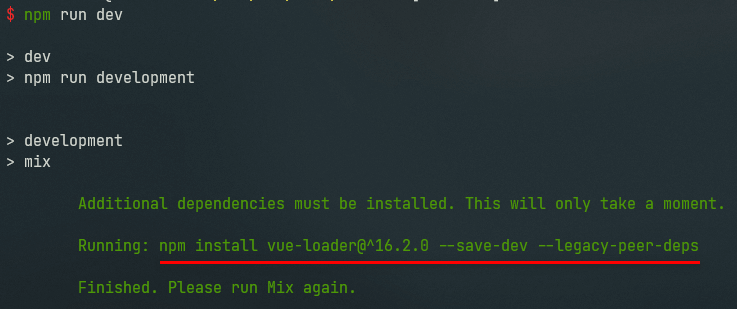 $ npm run dev
> dev
> npm run development
> development
> mix
Additional dependencies must be installed. This will only take a moment.
Running: npm install vue-loader@^16.2.0 --save-dev --legacy-peer-deps
Finished. Please run Mix again.